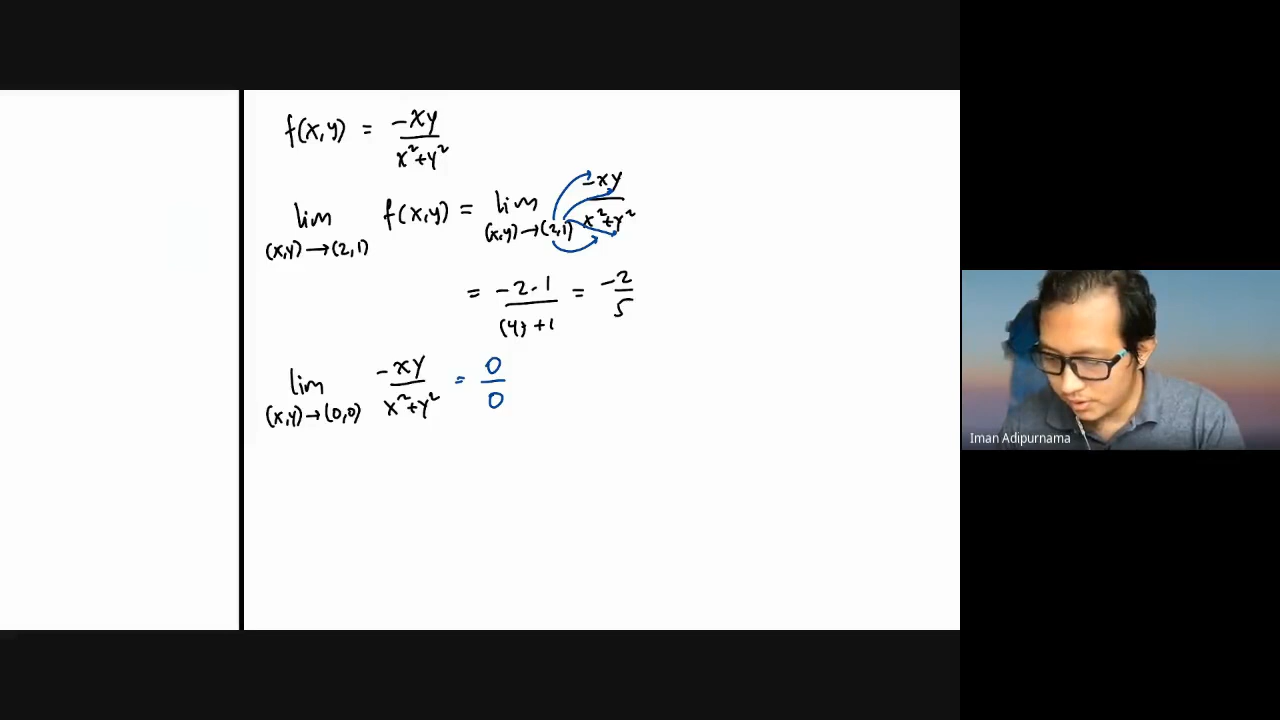 f(x,y) = -xy / x²+y²
lim (x,y)→(2,1) f(x,y) = lim (x,y)→(2,1) -xy / x²+y²
= -2·1 / (4)+1 = -2 / 5
lim (x,y)→(0,0) -xy / x²+y² = 0 / 0
Iman Adipurnama